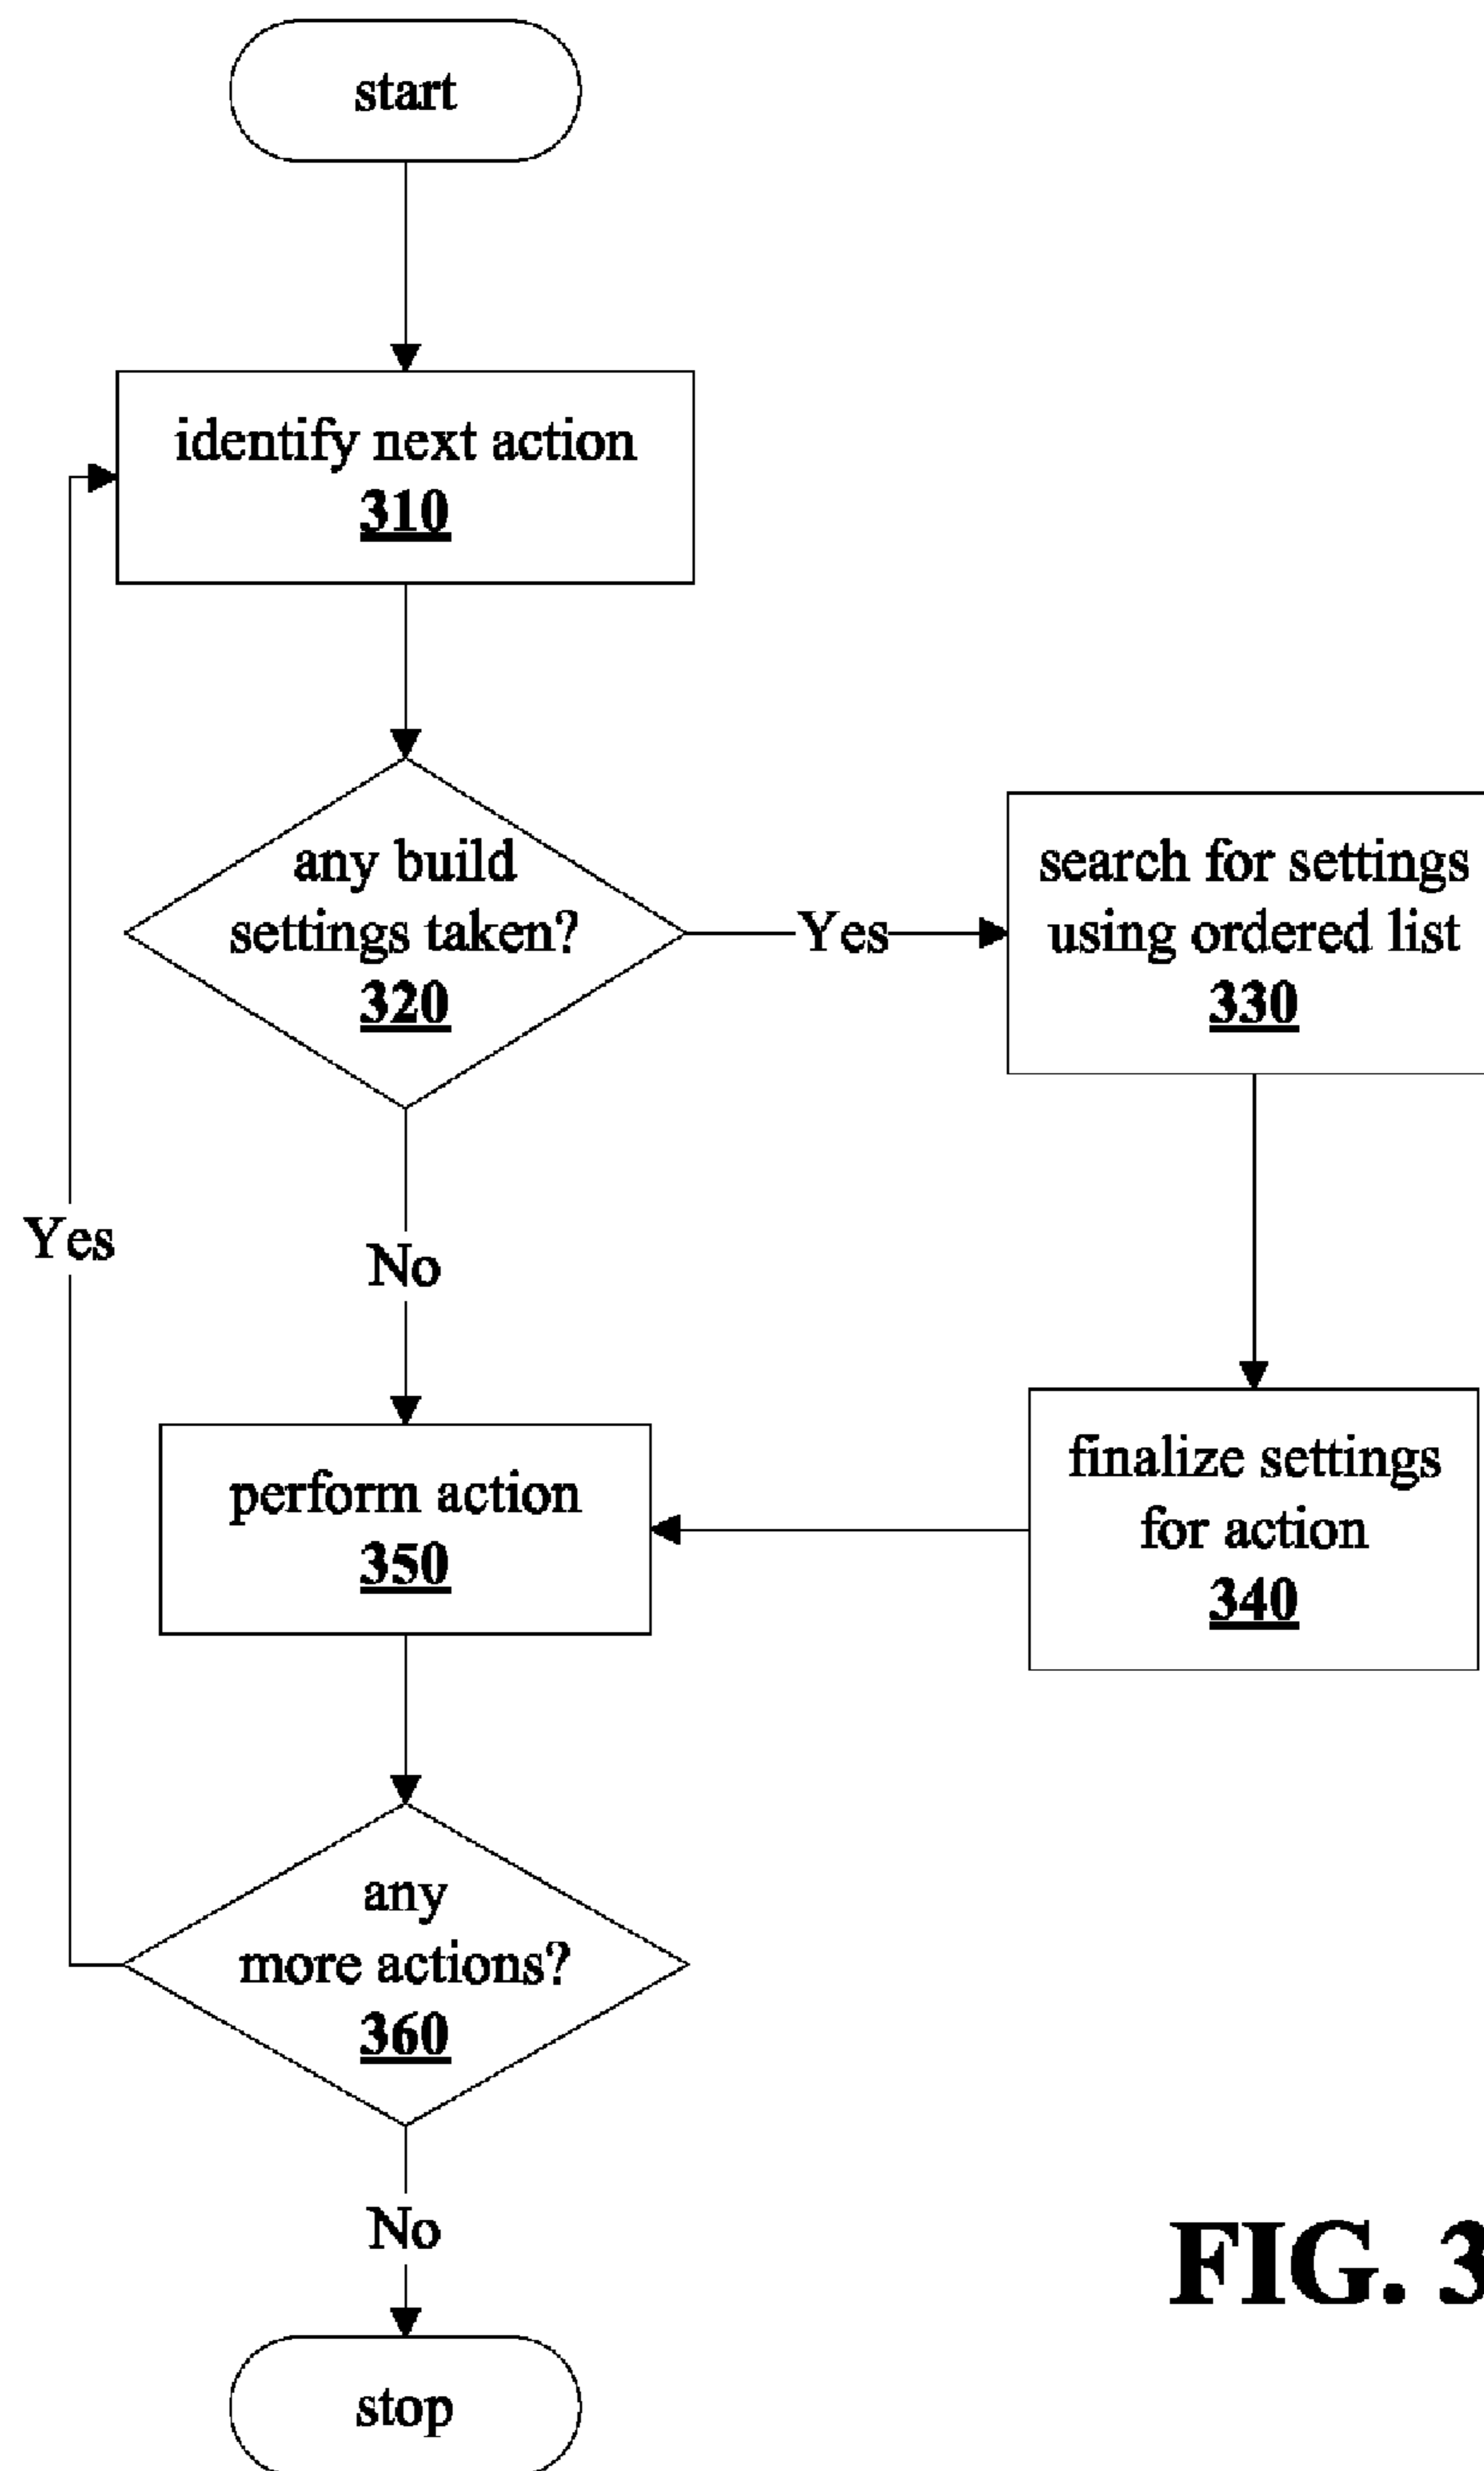 start
identify next action
310
any build
settings taken?
320
Yes
search for settings
using ordered list
330
Yes
No
perform action
350
finalize settings
for action
340
any
more actions?
360
No
stop
FIG. 3